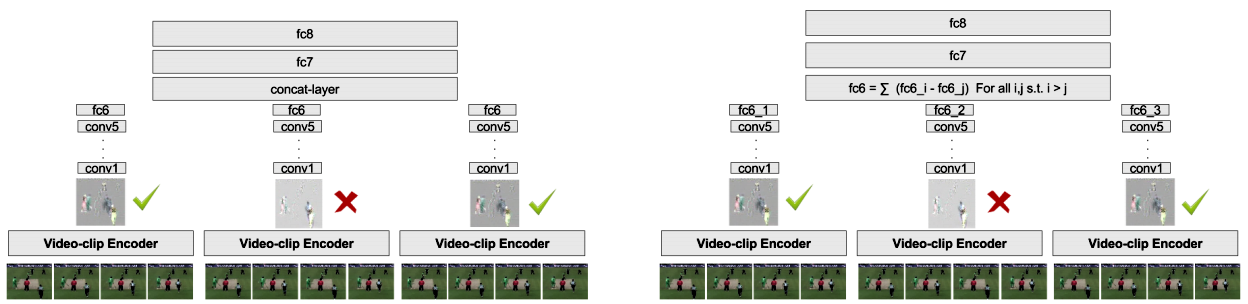 fc8
fc7
concat-layer
fc6 fc6 fc6
conv5 conv5 conv5
conv1 conv1 conv1
Video-clip Encoder Video-clip Encoder Video-clip Encoder
fc8
fc7
fc6 = ∑ (fc6_i - fc6_j) For all i,j s.t. i > j
fc6_1 fc6_2 fc6_3
conv5 conv5 conv5
conv1 conv1 conv1
Video-clip Encoder Video-clip Encoder Video-clip Encoder